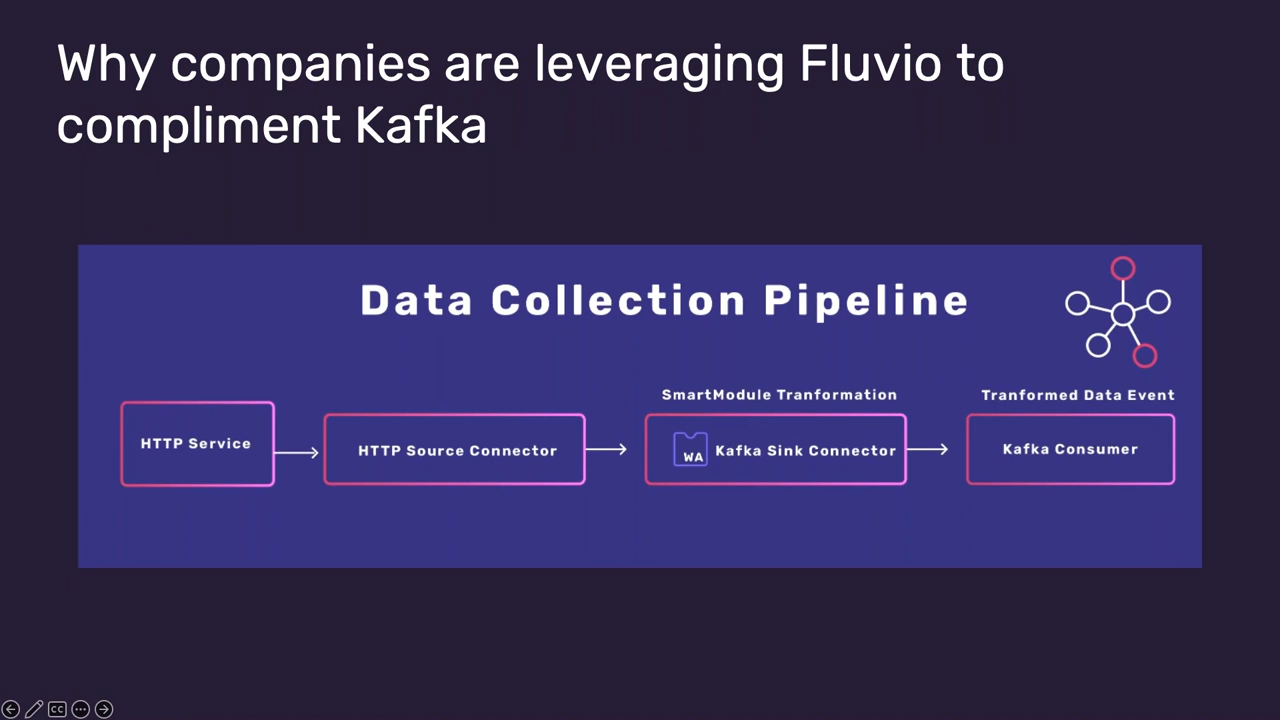 Why companies are leveraging Fluvio to
compliment Kafka
Data Collection Pipeline
SmartModule Tranformation
Tranformed Data Event
HTTP Service
HTTP Source Connector
WA
Kafka Sink Connector
Kafka Consumer
CC